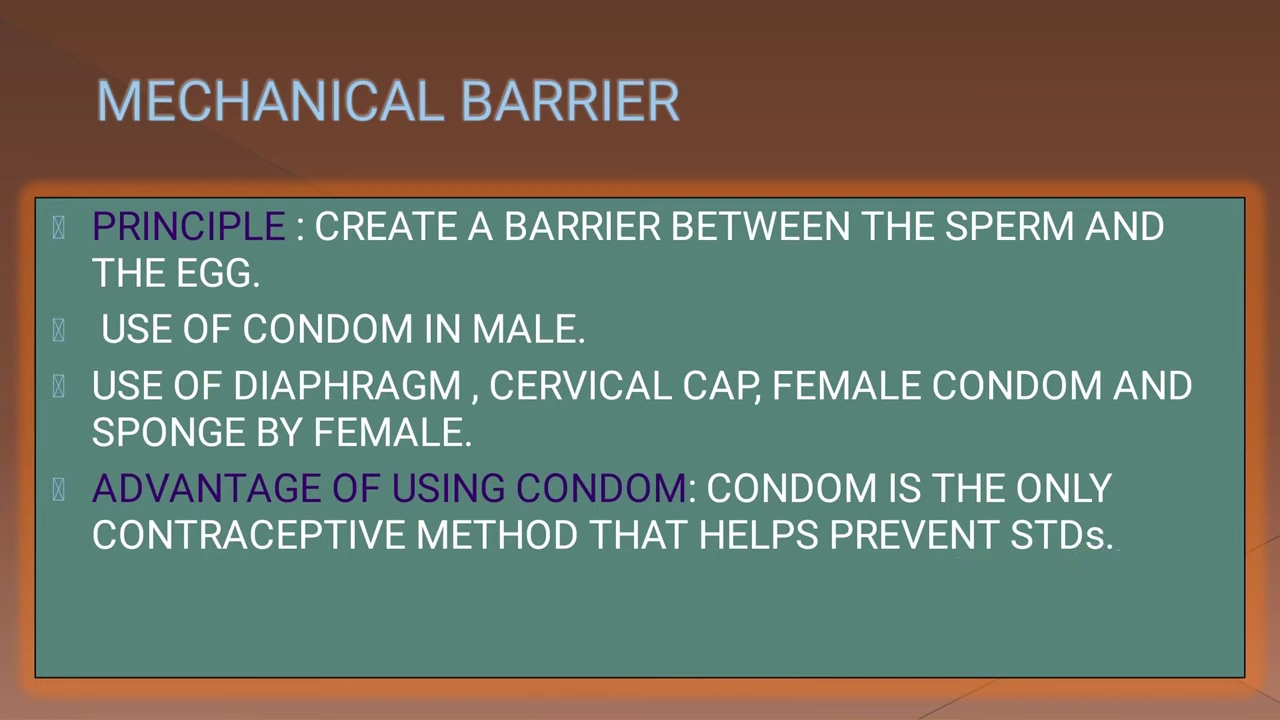 MECHANICAL BARRIER
PRINCIPLE : CREATE A BARRIER BETWEEN THE SPERM AND
THE EGG.
USE OF CONDOM IN MALE.
USE OF DIAPHRAGM , CERVICAL CAP, FEMALE CONDOM AND
SPONGE BY FEMALE.
ADVANTAGE OF USING CONDOM: CONDOM IS THE ONLY
CONTRACEPTIVE METHOD THAT HELPS PREVENT STDs.